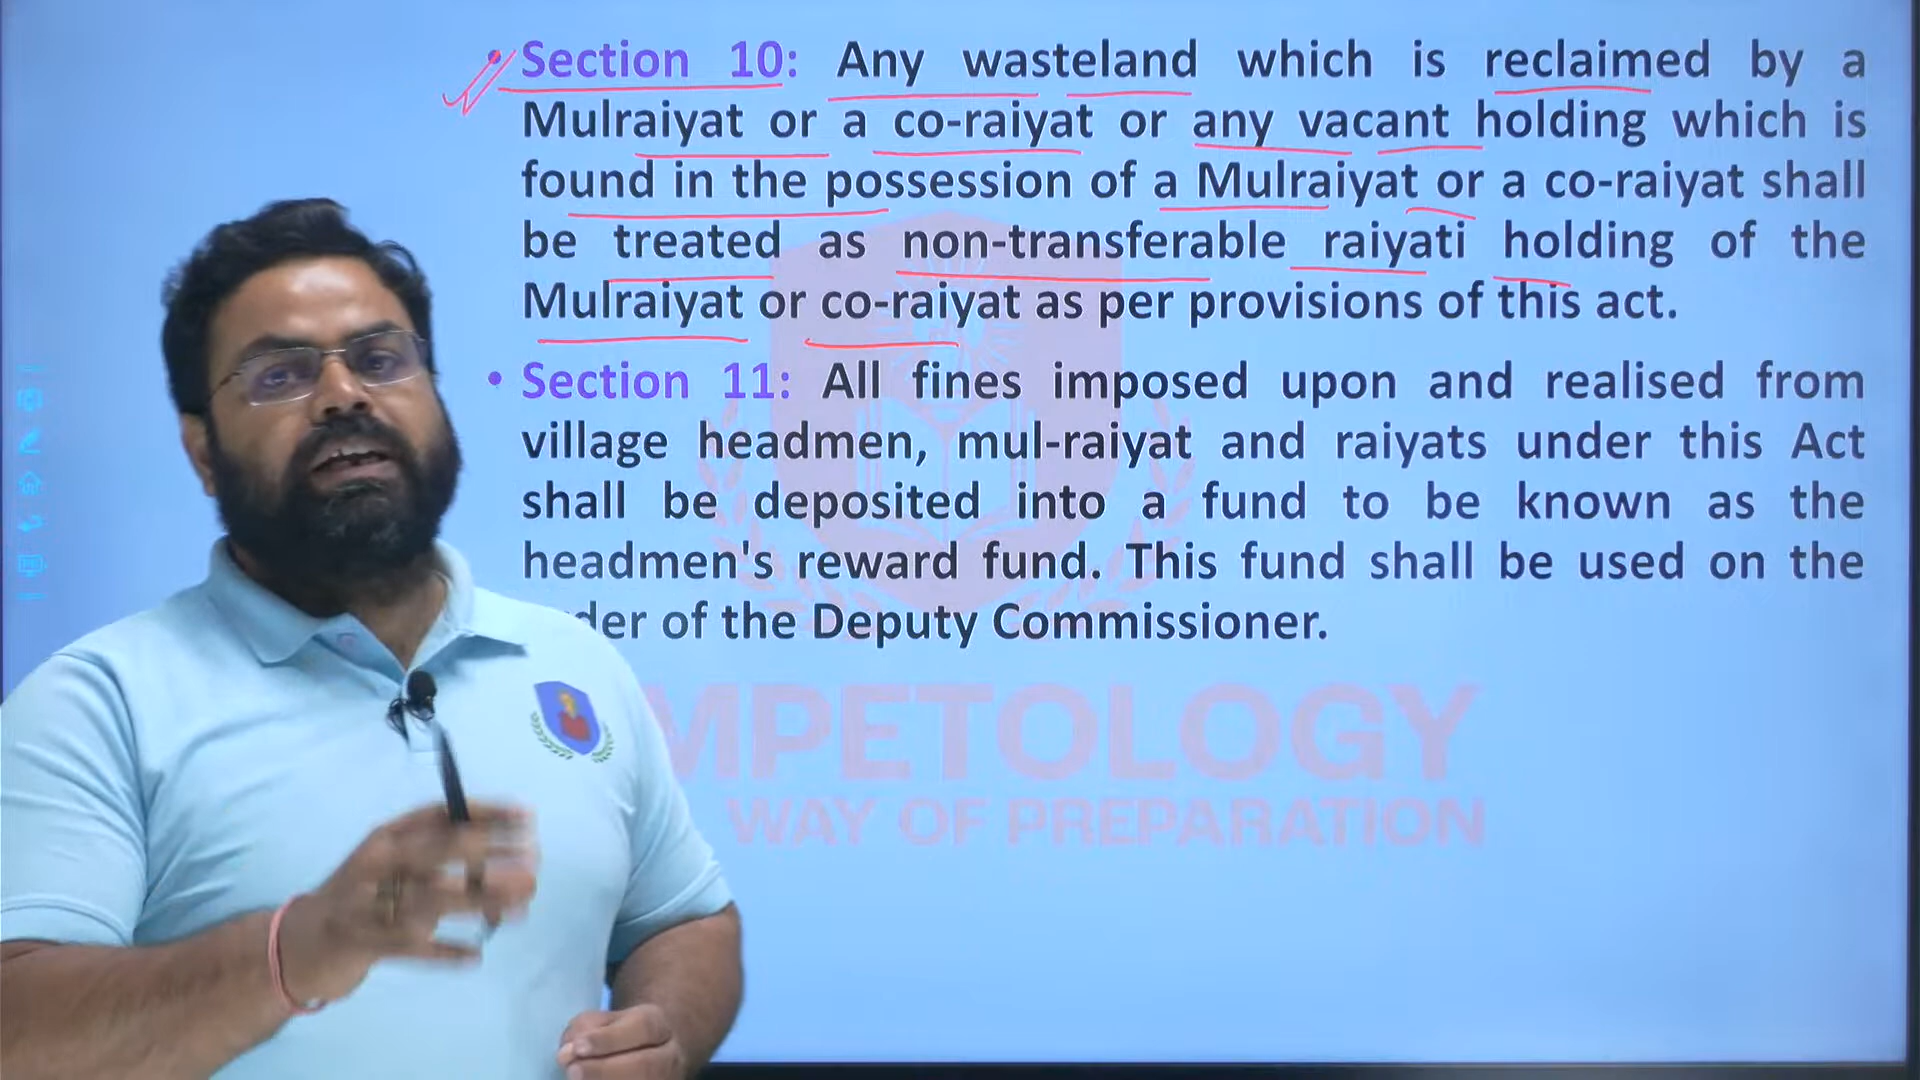 • Section 10: Any wasteland which is reclaimed by a
Mulraiyat or a co-raiyat or any vacant holding which is
found in the possession of a Mulraiyat or a co-raiyat shall
be treated as non-transferable raiyati holding of the
Mulraiyat or co-raiyat as per provisions of this act.
• Section 11: All fines imposed upon and realised from
village headmen, mul-raiyat and raiyats under this Act
shall be deposited into a fund to be known as the
headmen's reward fund. This fund shall be used on the
der of the Deputy Commissioner.
MPETOLOGY
WAY OF PREPARATION